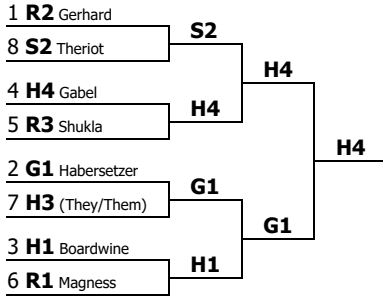 1 R2 Gerhard
S2
8 S2 Theriot
H4
4 H4 Gabel
H4
5 R3 Shukla
H4
2 G1 Habersetzer
G1
7 H3 (They/Them)
G1
3 H1 Boardwine
H1
6 R1 Magness